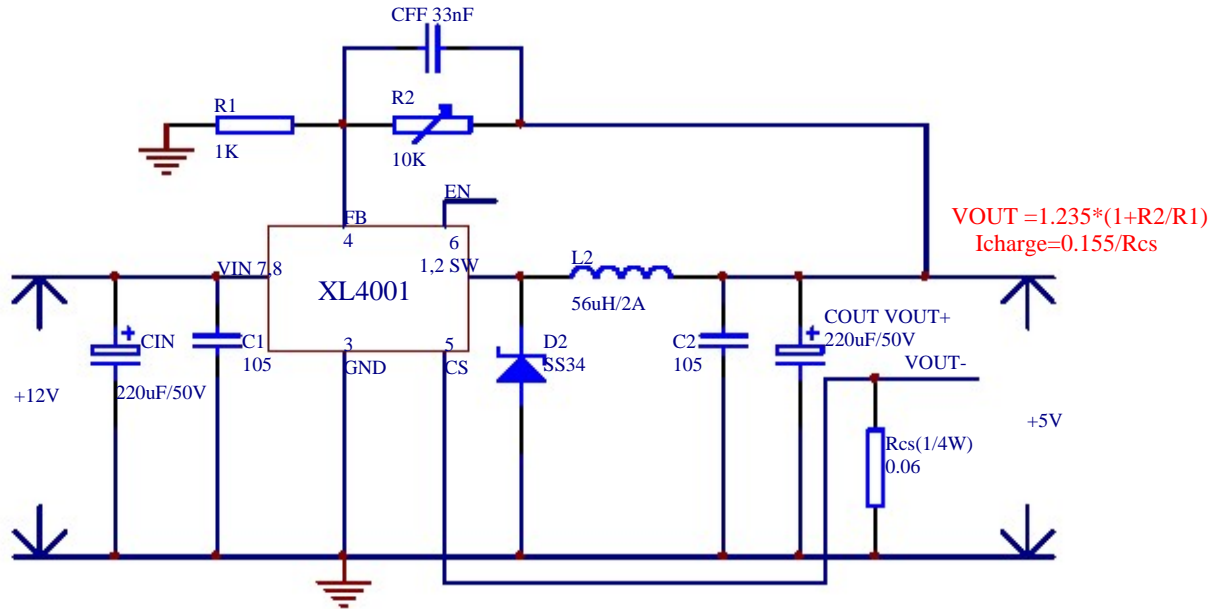 CFF 33nF
R1
R2
1K
10K
EN
FB
4
6
VOUT =1.235*(1+R2/R1)
Icharge=0.155/Rcs
VIN 7,8
1,2 SW
L2
XL4001
56uH/2A
CIN
C1
105
3
5
GND
CS
D2
SS34
C2
105
COUT VOUT+
220uF/50V
VOUT-
+12V
220uF/50V
+5V
Rcs(1/4W)
0.06